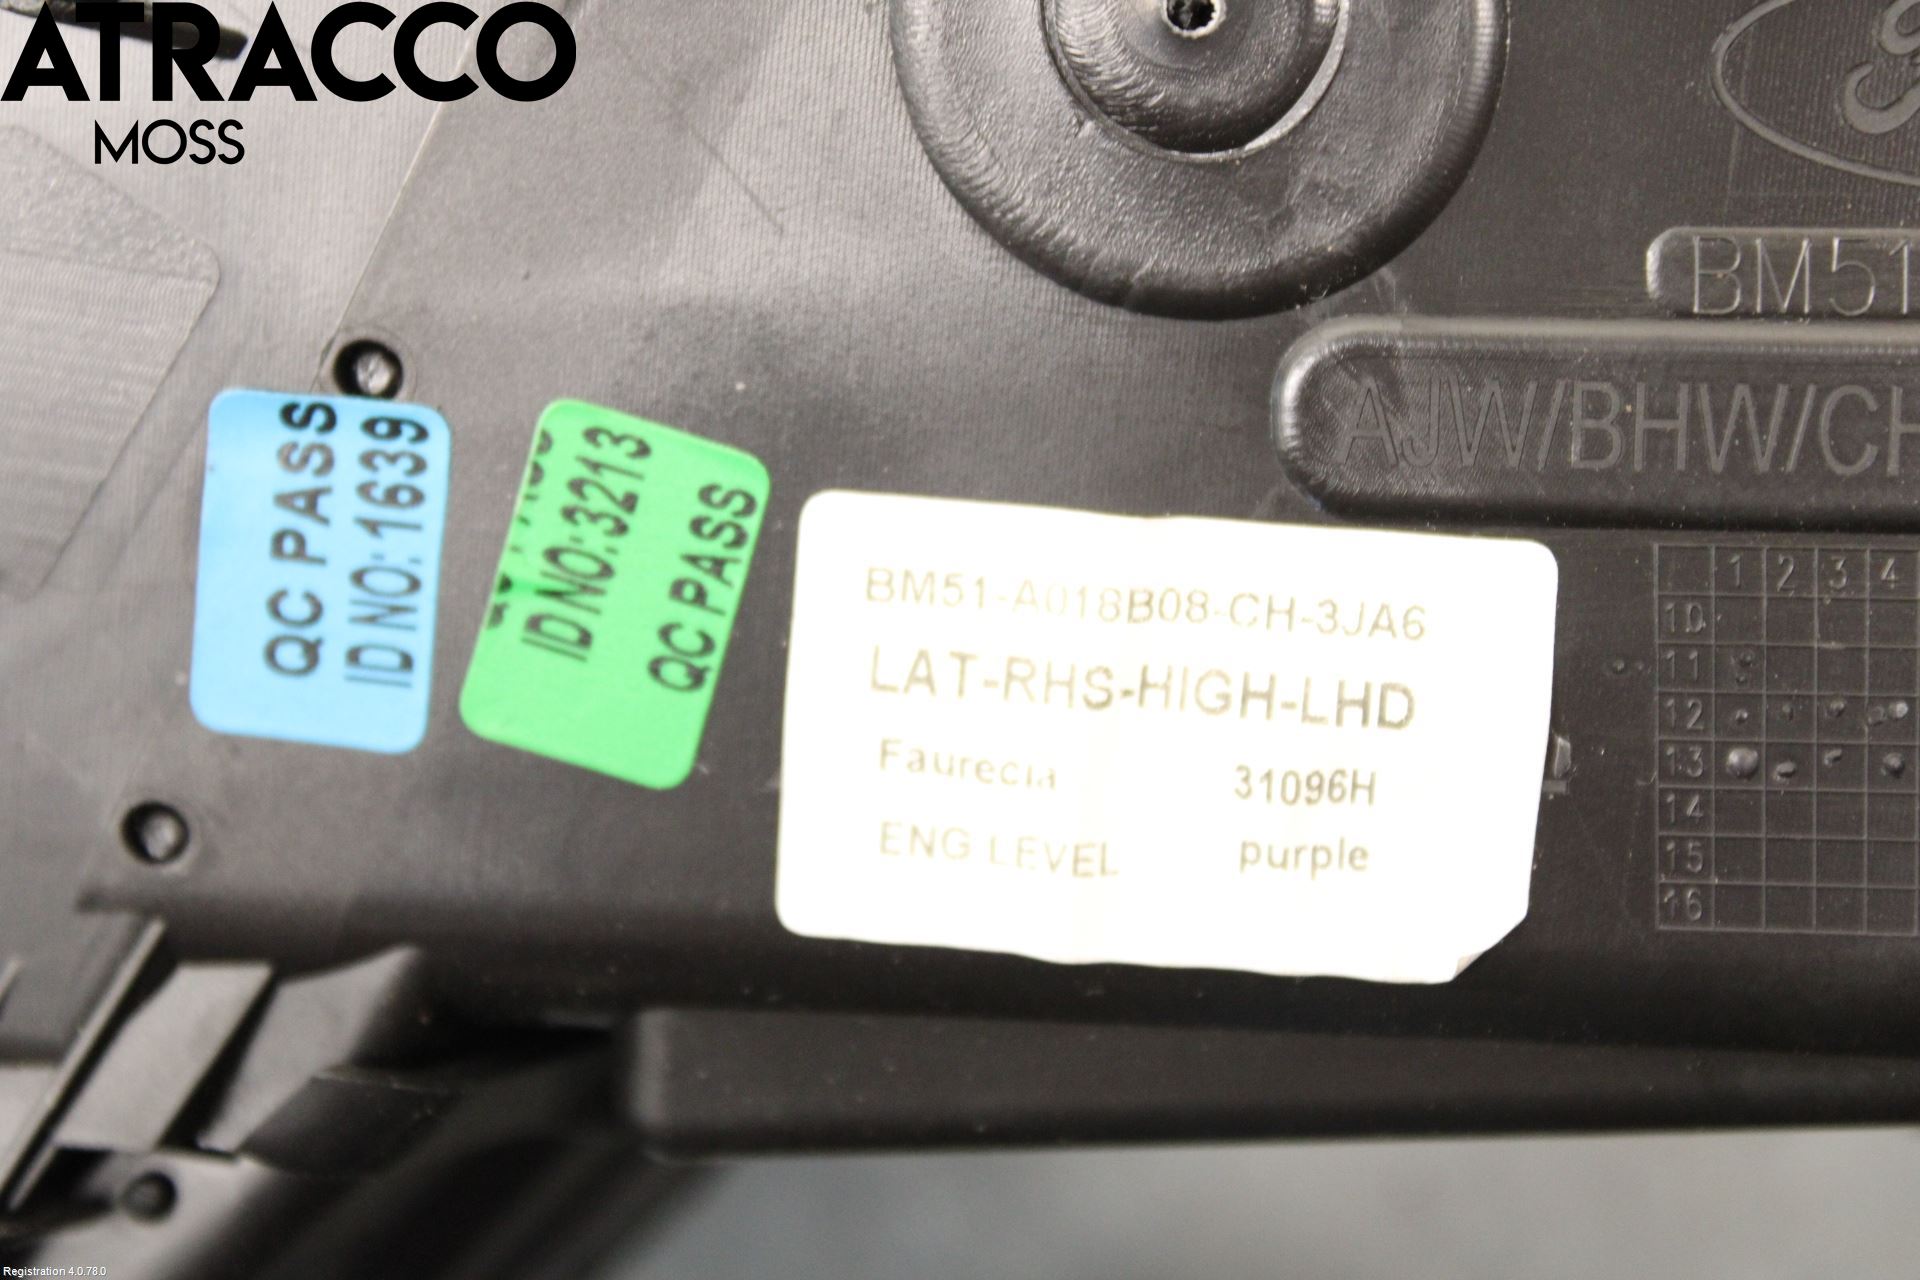 ATRACCO
MOSS
BM51
AJW/BHW/CH
QC PASS
ID NO:1639
ID NO:3213
QC PASS
BM51-A018B08-CH-3JA6
LAT-RHS-HIGH-LHD
Faurecia 31096H
ENG LEVEL purple
1 2 3 4
10
11
12
13
14
15
16
Registration 4.0.78.0